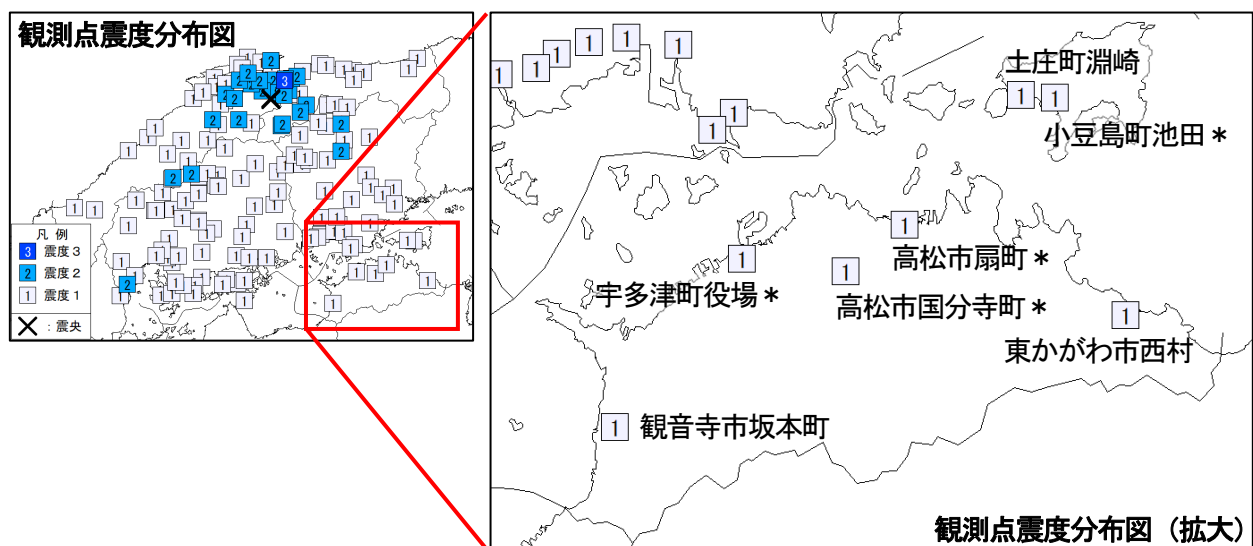 観測点震度分布図
凡 例
3 震度3
2 震度2
1 震度1
：震央
土庄町淵崎
小豆島町池田＊
高松市扇町＊
宇多津町役場＊
高松市国分寺町＊
東かがわ市西村
1 観音寺市坂本町
観測点震度分布図（拡大）